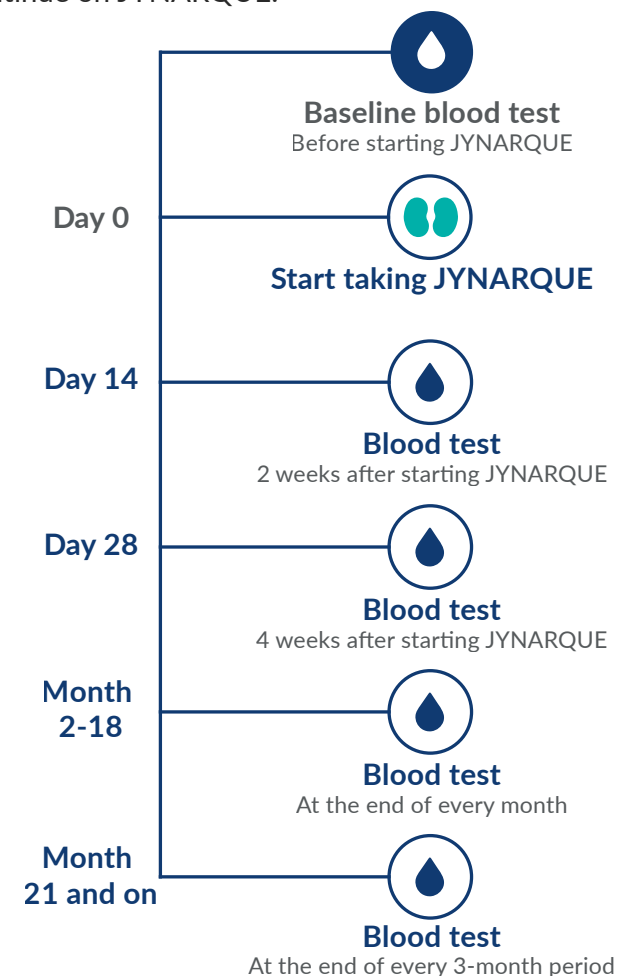 JYNARQUE.
Baseline blood test
Before starting JYNARQUE
Day 0
Start taking JYNARQUE
Day 14
Blood test
2 weeks after starting JYNARQUE
Day 28
Blood test
4 weeks after starting JYNARQUE
Month
2-18
Blood test
At the end of every month
Month
21 and on
Blood test
At the end of every 3-month period